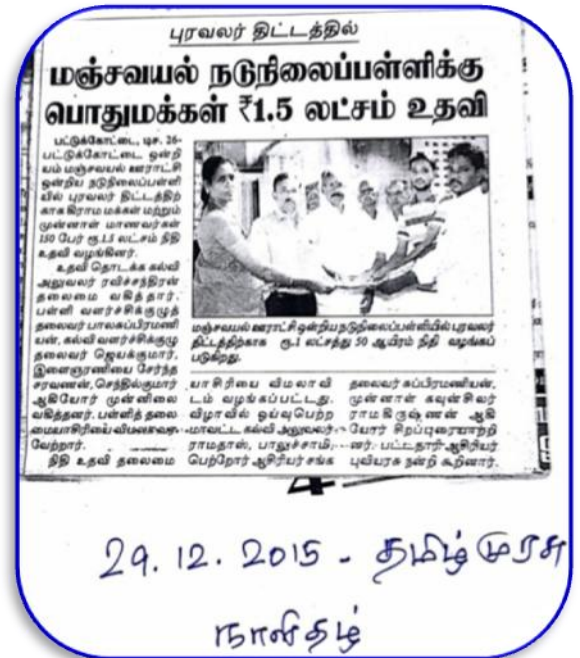 புரவலர் திட்டத்தில்
மஞ்சவயல் நடுநிலைப்பள்ளிக்கு
பொதுமக்கள் ₹1.5 லட்சம் உதவி
பட்டுக்கோட்டை, டிச. 26-
பட்டுக்கோட்டை ஒன்றி
யம் மஞ்சவயல் ஊராட்சி
ஒன்றிய நடுநிலைப்பள்ளி
யில் புரவலர் திட்டத்திற்
காக கிராம மக்கள் மற்றும்
முன்னாள் மாணவர்கள்
150 பேர் ரூ.1.5 லட்சம் நிதி
உதவி வழங்கினர்.
உதவி தொடக்க கல்வி
அலுவலர் ரவிச்சந்திரன்
தலைமை வகித்தார்.
பள்ளி வளர்ச்சிக்குழுத்
தலைவர் பாலசுப்பிரமணி
யன், கல்வி வளர்ச்சிக்குழு
தலைவர் ஜெயக்குமார்,
இளைஞரணியை சேர்ந்த
சரவணன், செந்தில்குமார்
ஆகியோர் முன்னிலை
வகித்தனர். பள்ளித் தலை
மையாசிரியை விமலா வர
வேற்றார்.
நிதி உதவி தலைமை
மஞ்சவயல் ஊராட்சி ஒன்றிய நடுநிலைப்பள்ளியில் புரவலர்
திட்டத்திற்காக ரூ.1 லட்சத்து 50 ஆயிரம் நிதி வழங்கப்
படுகிறது.
யாசிரியை விமலாவி
டம் வழங்கப்பட்டது.
விழாவில் ஓய்வுபெற்ற
மாவட்ட கல்வி அலுவலர்
ராமதாஸ், பாலுச்சாமி,
பெற்றோர் ஆசிரியர் சங்க
தலைவர் சுப்பிரமணியன்,
முன்னாள் கவுன்சிலர்
ராமகிருஷ்ணன் ஆகி
யோர் சிறப்புரையாற்றி
னர். பட்டதாரி ஆசிரியர்
புவியரசு நன்றி கூறினார்.
29.12.2015 - தமிழ் முரசு
நாளிதழ்